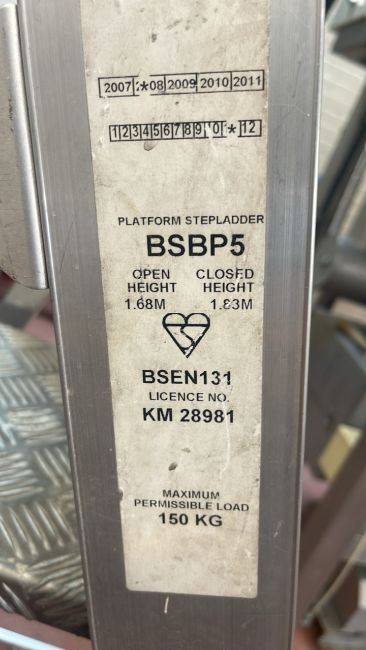 2007 *08 2009 2010 2011
1 2 3 4 5 6 7 8 9 10 * 12
PLATFORM STEPLADDER
BSBP5
OPEN HEIGHT CLOSED HEIGHT
1.68M 1.83M
BSEN131
LICENCE NO.
KM 28981
MAXIMUM
PERMISSIBLE LOAD
150 KG